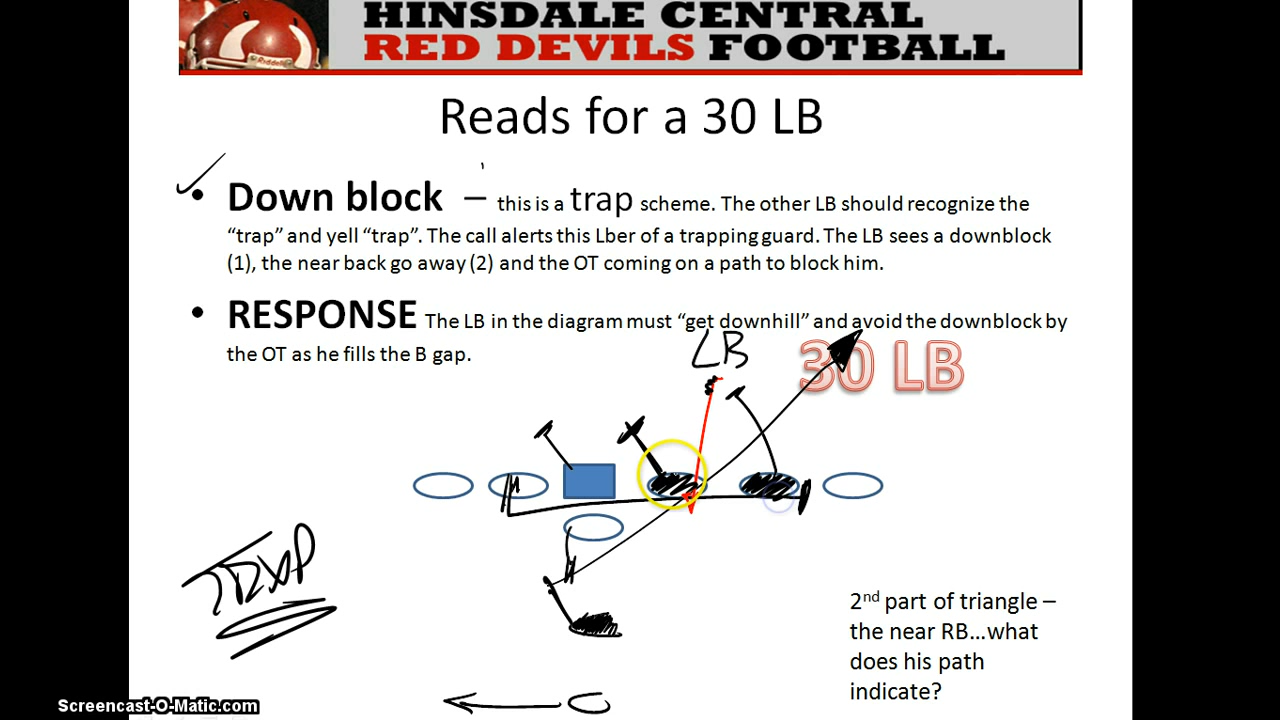 HINSDALE CENTRAL
RED DEVILS FOOTBALL
Riddell
Reads for a 30 LB
• Down block – this is a trap scheme. The other LB should recognize the
“trap” and yell “trap”. The call alerts this Lber of a trapping guard. The LB sees a downblock
(1), the near back go away (2) and the OT coming on a path to block him.
• RESPONSE The LB in the diagram must “get downhill” and avoid the downblock by
the OT as he fills the B gap.
LB
30 LB
TRAP
2nd part of triangle –
the near RB…what
does his path
indicate?
Screencast-O-Matic.com